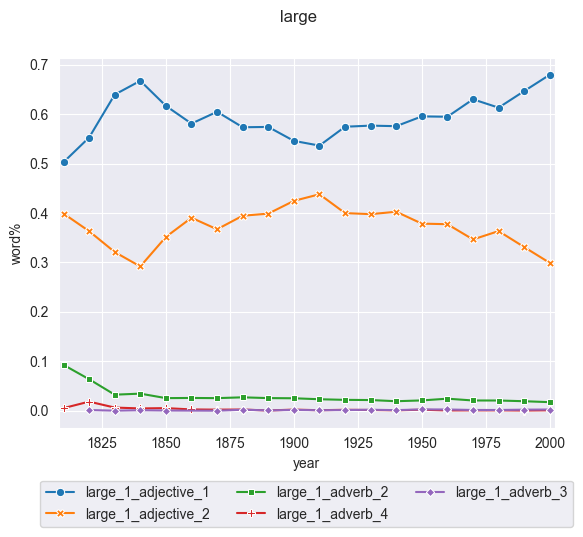 large
0.7
0.6
0.5
0.4
0.3
0.2
0.1
0.0
word%
1825 1850 1875 1900 1925 1950 1975 2000
year
large_1_adjective_1 large_1_adverb_2 large_1_adverb_3
large_1_adjective_2 large_1_adverb_4